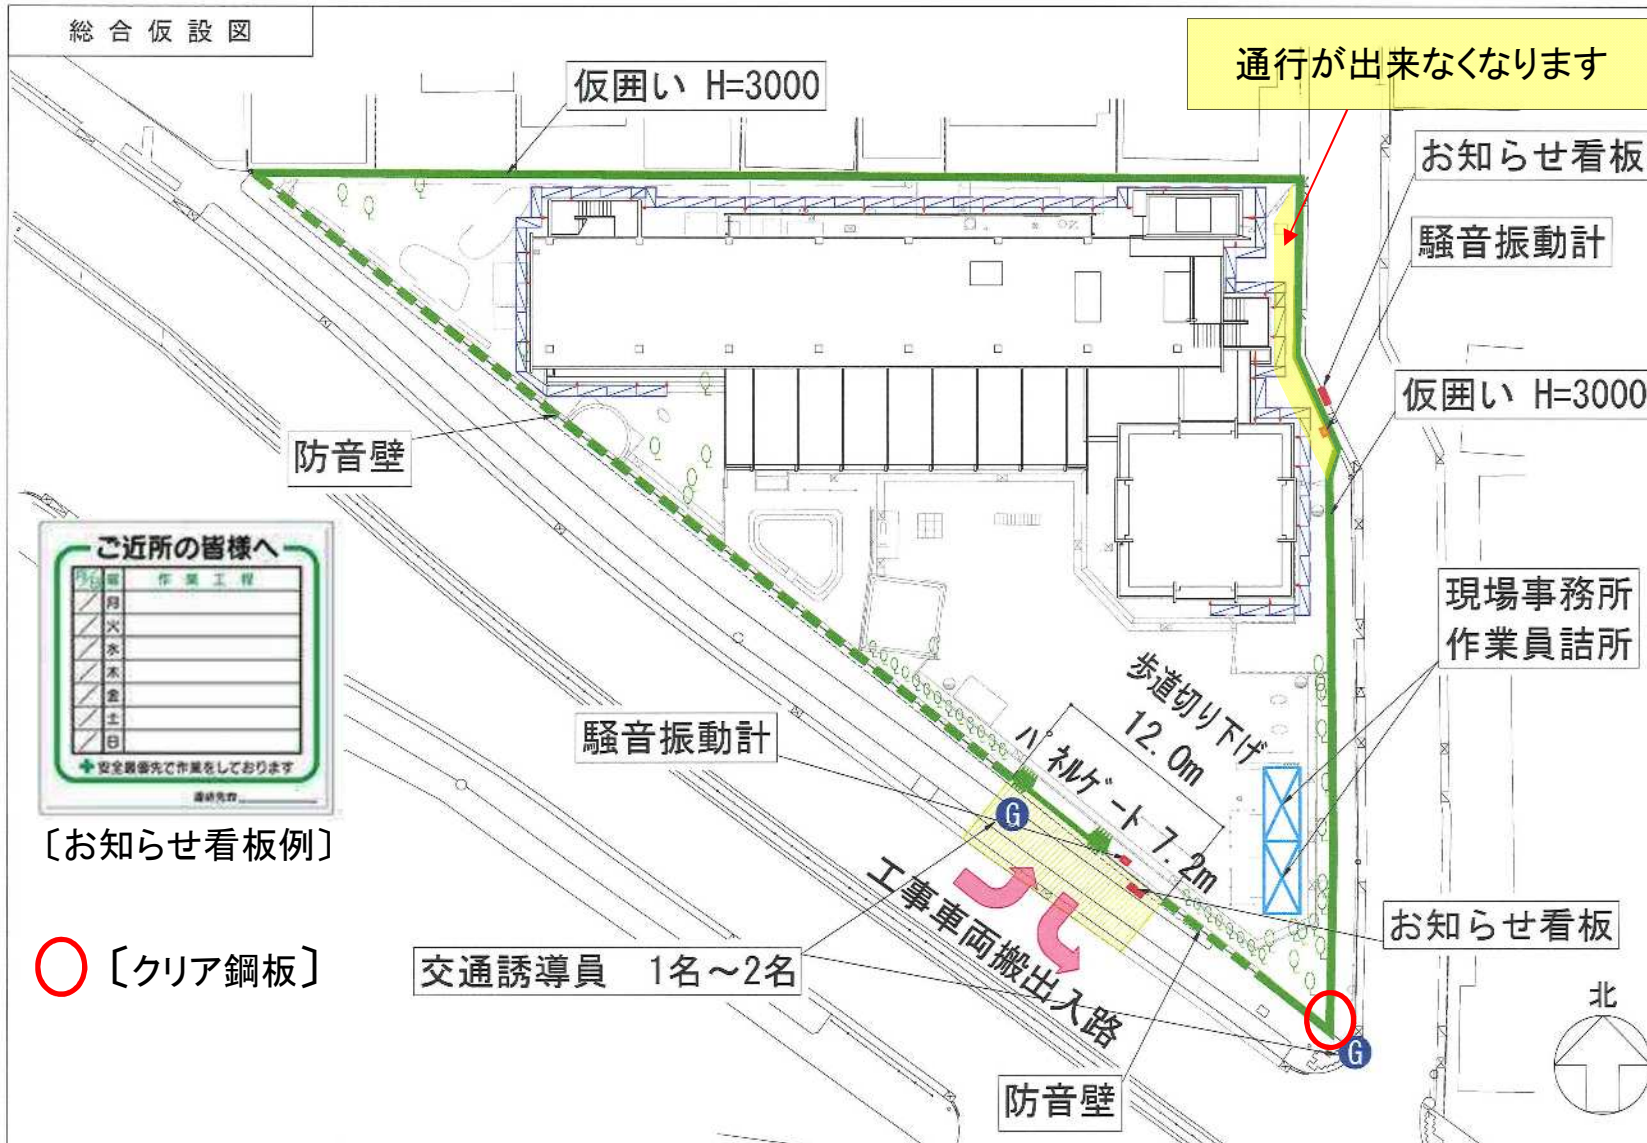 総合仮設図
通行が出来なくなります
仮囲い H=3000
お知らせ看板
騒音振動計
仮囲い H=3000
防音壁
ご近所の皆様へ
月/日 曜 作業工程
月
火
水
木
金
土
日
安全最優先で作業をしております
連絡先☎
〔お知らせ看板例〕
現場事務所
作業員詰所
歩道切り下げ
12.0m
騒音振動計
パネルゲート 7.2m
G
工事車両搬出入路
お知らせ看板
〔クリア鋼板〕
交通誘導員 1名～2名
G
防音壁
北